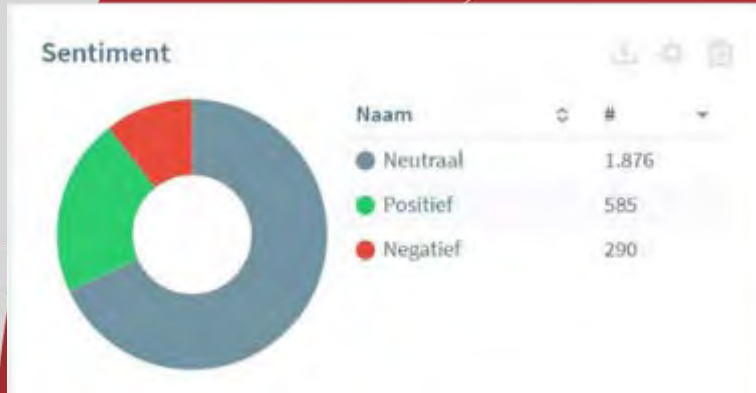 Sentiment
Naam #
Neutraal 1.876
Positief 585
Negatief 290